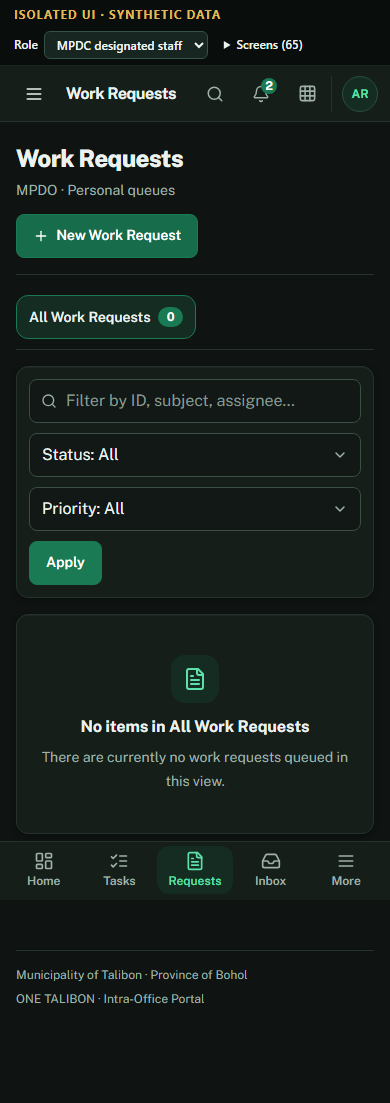 ISOLATED UI · SYNTHETIC DATA
Role MPDC designated staff ▶ Screens (65)
Work Requests 2 AR
Work Requests
MPDO · Personal queues
+ New Work Request
All Work Requests 0
Filter by ID, subject, assignee...
Status: All
Priority: All
Apply
No items in All Work Requests
There are currently no work requests queued in
this view.
Home Tasks Requests Inbox More
Municipality of Talibon · Province of Bohol
ONE TALIBON · Intra-Office Portal